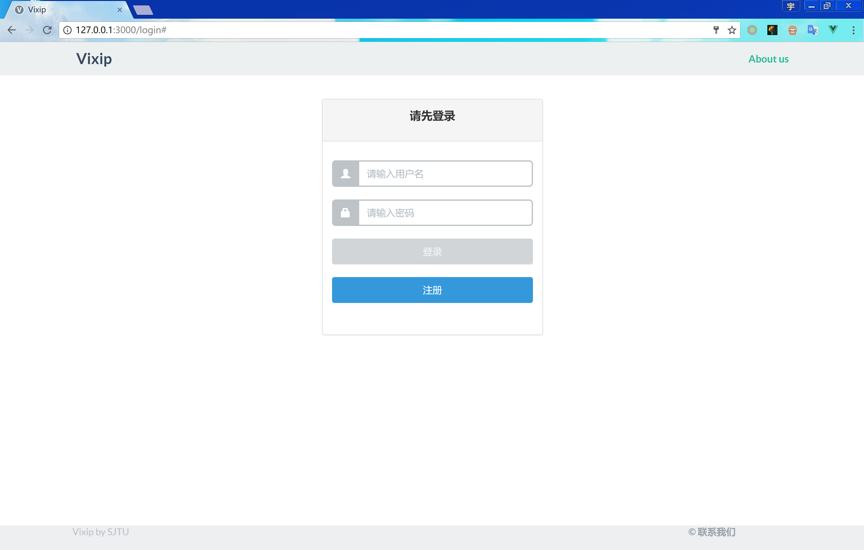 Vixip
宇
127.0.0.1:3000/login#
Vixip
About us
请先登录
请输入用户名
请输入密码
登录
注册
Vixip by SJTU
© 联系我们